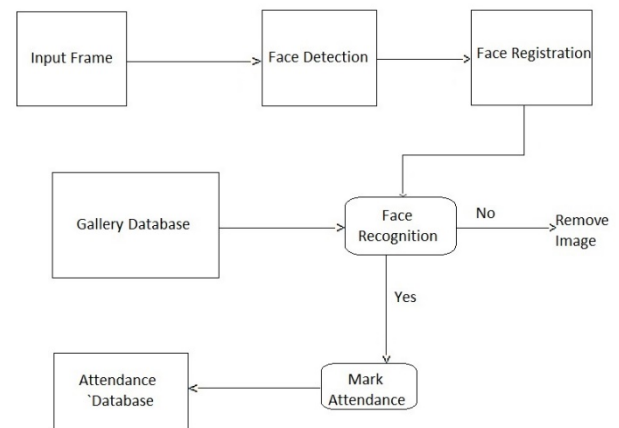 Input Frame
Face Detection
Face Registration
Gallery Database
Face
Recognition
No
Remove
Image
Yes
Mark
Attendance
Attendance
`Database